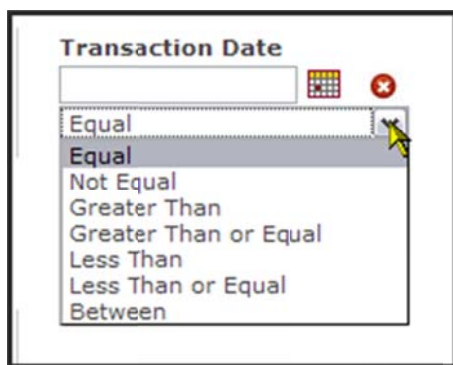 Transaction Date
Equal
Equal
Not Equal
Greater Than
Greater Than or Equal
Less Than
Less Than or Equal
Between